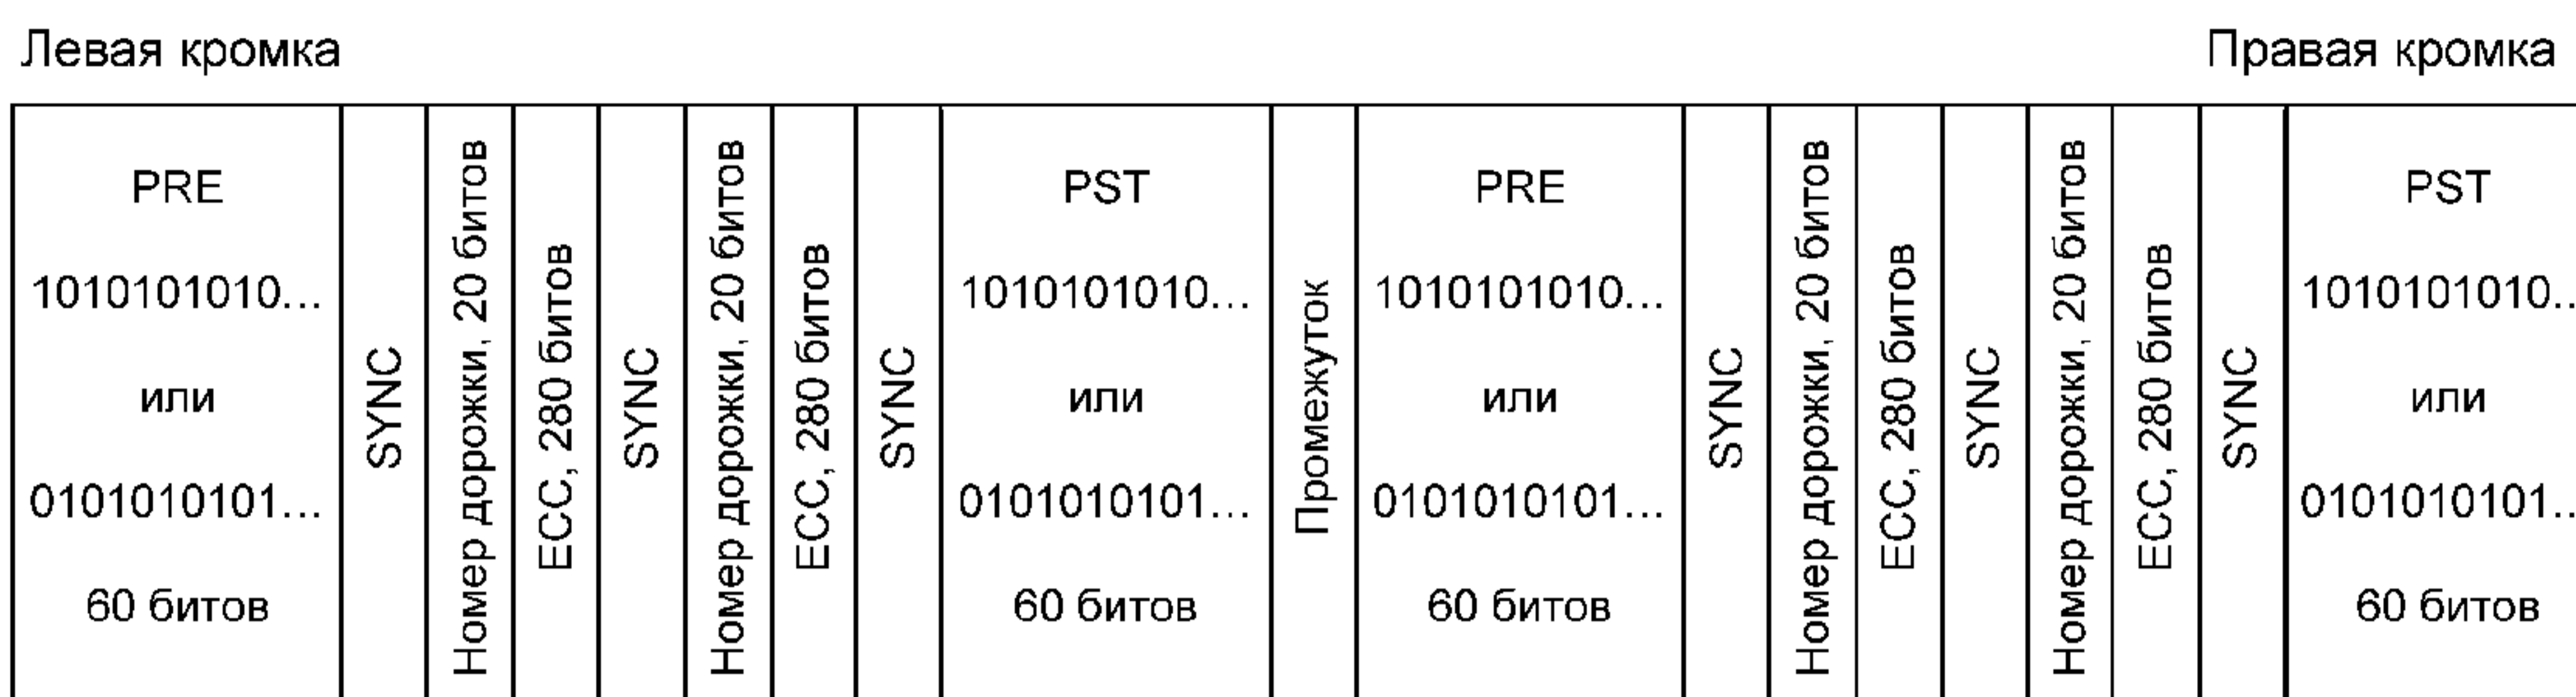 Левая кромка
Правая кромка
PRE
1010101010...
или
0101010101...
60 битов
SYNC
Номер дорожки, 20 битов
ECC, 280 битов
SYNC
Номер дорожки, 20 битов
ECC, 280 битов
SYNC
PST
1010101010...
или
0101010101...
60 битов
Промежуток
PRE
1010101010...
или
0101010101...
60 битов
SYNC
Номер дорожки, 20 битов
ECC, 280 битов
SYNC
Номер дорожки, 20 битов
ECC, 280 битов
SYNC
PST
1010101010..
или
0101010101..
60 битов